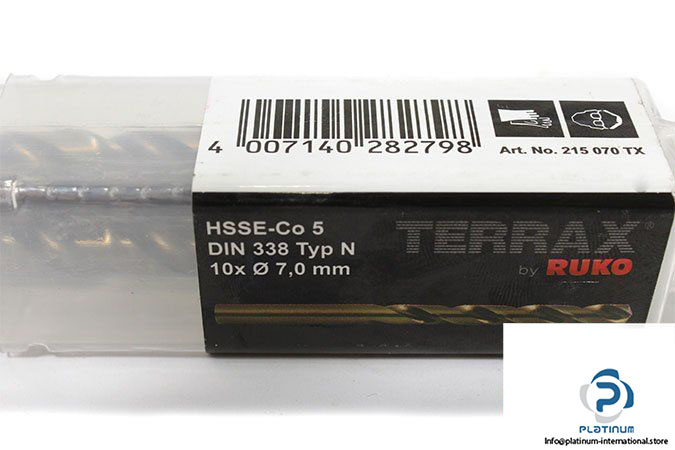 4 007140 282798
Art. No. 215 070 TX
HSSE-Co 5
DIN 338 Typ N
10x Ø 7,0 mm
TERRAX
by RUKO
PLATINUM
Info@platinum-international.store